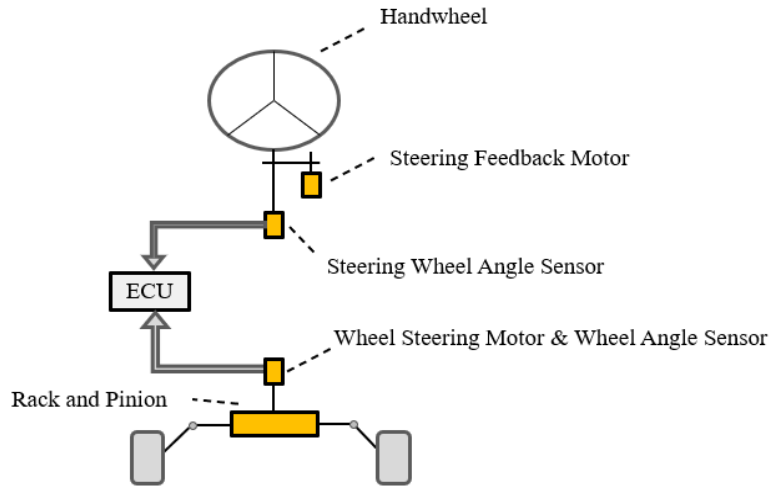 Handwheel
Steering Feedback Motor
Steering Wheel Angle Sensor
ECU
Wheel Steering Motor & Wheel Angle Sensor
Rack and Pinion